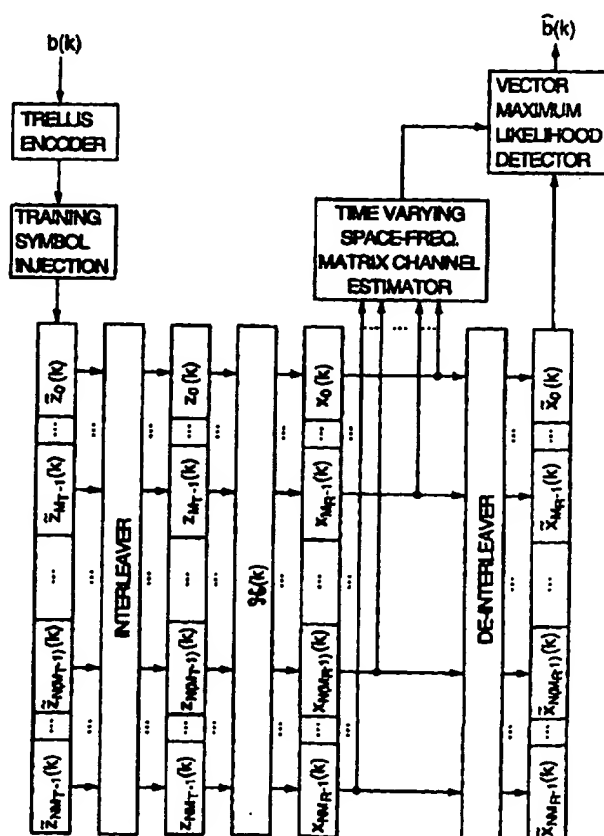 b(k)
b̂(k)
TRELLIS
ENCODER
VECTOR
MAXIMUM
LIKELIHOOD
DETECTOR
TRAINING
SYMBOL
INJECTION
TIME VARYING
SPACE-FREQ.
MATRIX CHANNEL
ESTIMATOR
... ... ...
z̃₀(k)
...
z̃_{M_T-1}(k)
...
z̃_{N(M_T-1)}(k)
...
z̃_{NM_T-1}(k)
INTERLEAVER
z₀(k)
...
z_{M_T-1}(k)
...
z_{N(M_T-1)}(k)
...
z_{NM_T-1}(k)
(k)
x₀(k)
...
x_{M_R-1}(k)
...
x_{N(M_R-1)}(k)
...
x_{NM_R-1}(k)
DE-INTERLEAVER
x̃₀(k)
...
x̃_{M_R-1}(k)
...
x̃_{N(M_R-1)}(k)
...
x̃_{NM_R-1}(k)